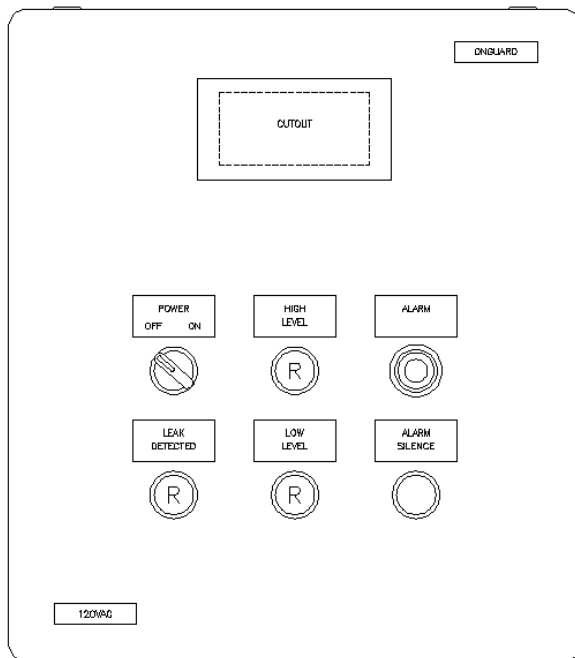 ONGUARD
CUTOUT
POWER
OFF ON
HIGH
LEVEL
ALARM
R
LEAK
DETECTED
LOW
LEVEL
ALARM
SILENCE
R
R
120VAC